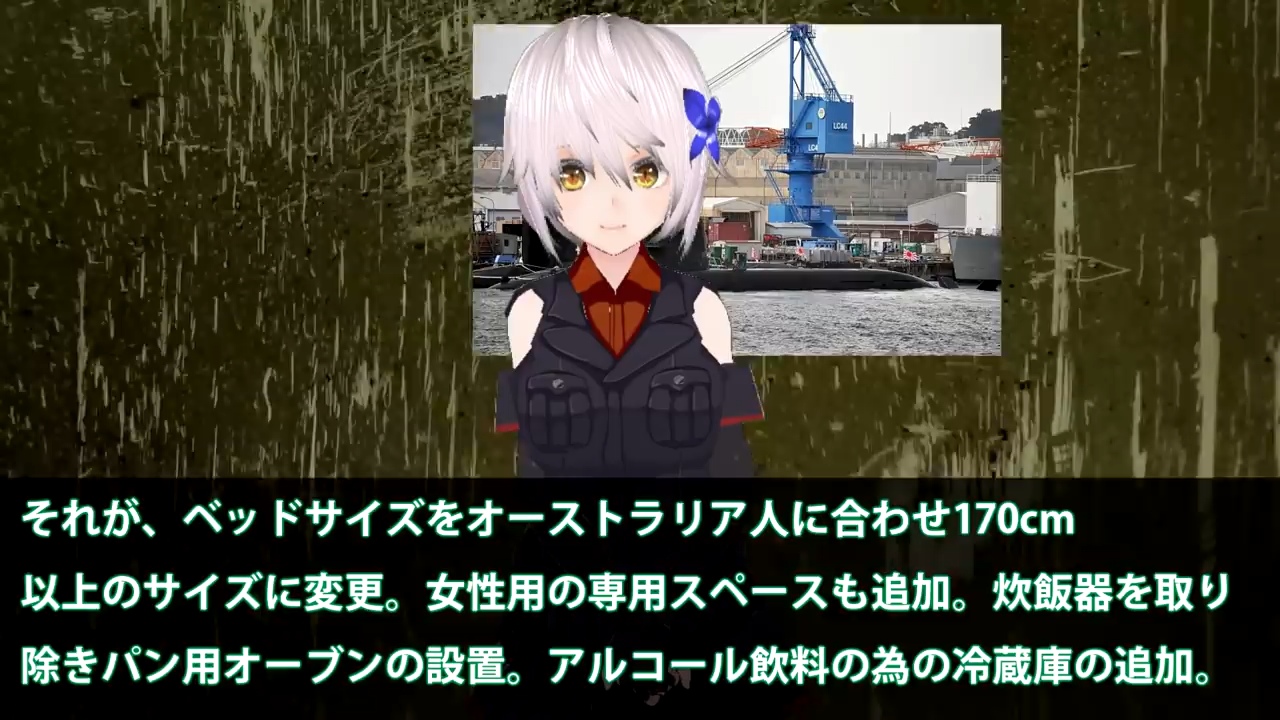 LC44
LC4
それが、ベッドサイズをオーストラリア人に合わせ170cm
以上のサイズに変更。女性用の専用スペースも追加。炊飯器を取り
除きパン用オーブンの設置。アルコール飲料の為の冷蔵庫の追加。